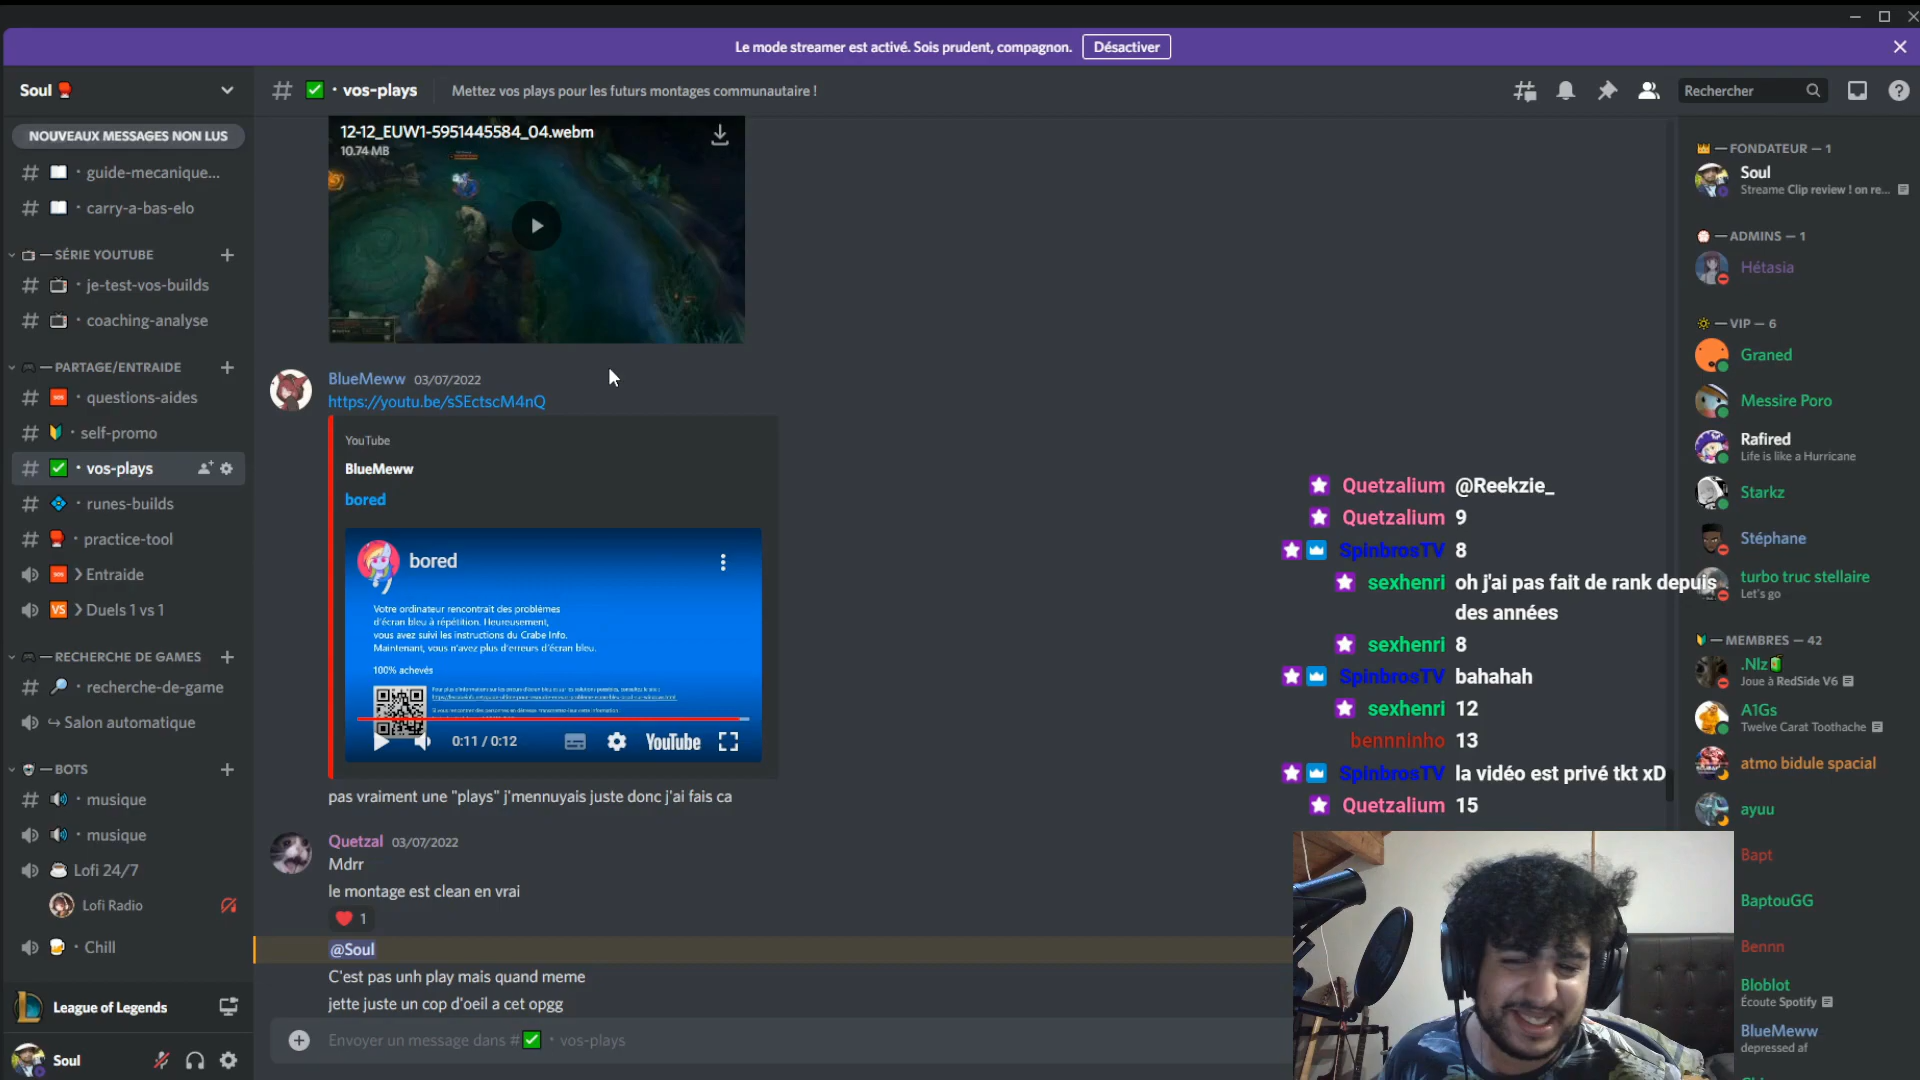 Le mode streamer est activé. Sois prudent, compagnon.
Désactiver
Soul
vos-plays
Mettez vos plays pour les futurs montages communautaire !
Rechercher
NOUVEAUX MESSAGES NON LUS
guide-mecanique...
carry-a-bas-elo
SÉRIE YOUTUBE
je-test-vos-builds
coaching-analyse
PARTAGE/ENTRAIDE
questions-aides
self-promo
vos-plays
runes-builds
practice-tool
Entraide
Duels 1 vs 1
RECHERCHE DE GAMES
recherche-de-game
Salon automatique
BOTS
musique
musique
Lofi 24/7
Lofi Radio
Chill
League of Legends
Soul
12-12_EUW1-5951445584_04.webm
10.74 MB
BlueMeww 03/07/2022
https://youtu.be/sSEctscM4nQ
YouTube
BlueMeww
bored
bored
Votre ordinateur rencontrait des problèmes
d'écran bleu à répétition. Heureusement,
vous avez suivi les instructions du Crabe Info.
Maintenant, vous n'avez plus d'erreurs d'écran bleu.
100% achevés
0:11 / 0:12
YouTube
pas vraiment une "plays" j'mennuyais juste donc j'ai fais ca
Quetzal 03/07/2022
Mdrr
le montage est clean en vrai
1
@Soul
C'est pas unh play mais quand meme
jette juste un cop d'oeil a cet opgg
Envoyer un message dans # vos-plays
Quetzalium @Reekzie_
Quetzalium 9
SpinbrosTV 8
sexhenri oh j'ai pas fait de rank depuis
des années
sexhenri 8
SpinbrosTV bahahah
sexhenri 12
bennninho 13
SpinbrosTV la vidéo est privé tkt xD
Quetzalium 15
FONDATEUR — 1
Soul
Streame Clip review ! on re...
ADMINS — 1
Hétasia
VIP — 6
Graned
Messire Poro
Rafired
Life is like a Hurricane
Starkz
Stéphane
turbo truc stellaire
Let's go
MEMBRES — 42
.Nlz
Joue à RedSide V6
A1Gs
Twelve Carat Toothache
atmo bidule spacial
ayuu
Bapt
BaptouGG
Bennn
Bloblot
Écoute Spotify
BlueMeww
depressed af